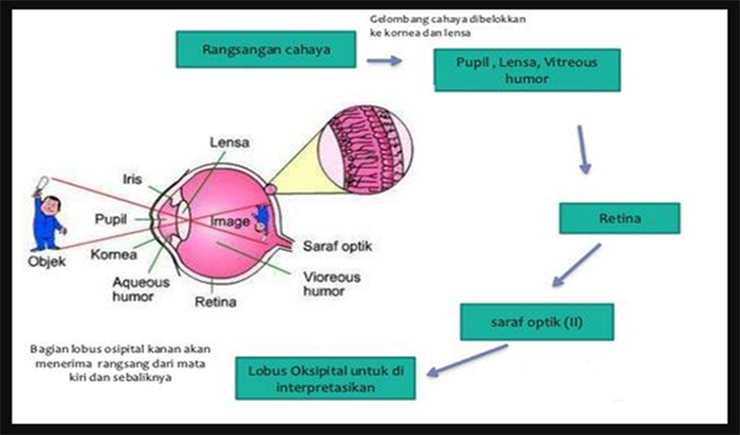 Gelombang cahaya dibelokkan
ke kornea dan lensa
Rangsangan cahaya
Pupil , Lensa, Vitreous
humor
Retina
saraf optik (II)
Lobus Oksipital untuk di
interpretasikan
Lensa
Iris
Pupil
Image
Objek
Kornea
Saraf optik
Aqueous
humor
Vioreous
humor
Retina
Bagian lobus osipital kanan akan
menerima rangsang dari mata
kiri dan sebaliknya